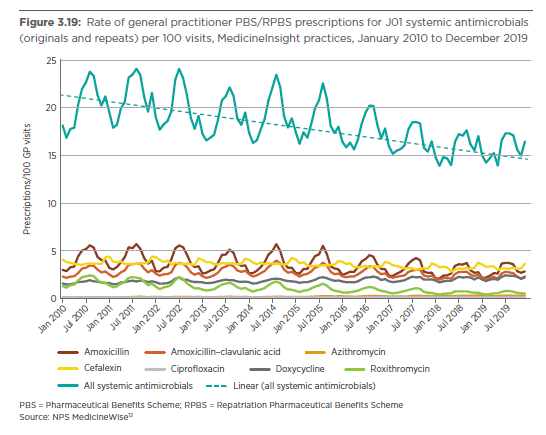 Figure 3.19: Rate of general practitioner PBS/RPBS prescriptions for J01 systemic antimicrobials
(originals and repeats) per 100 visits, MedicineInsight practices, January 2010 to December 2019
Prescriptions/100 GP visits
25
20
15
10
5
0
Jan 2010
Jul 2010
Jan 2011
Jul 2011
Jan 2012
Jul 2012
Jan 2013
Jul 2013
Jan 2014
Jul 2014
Jan 2015
Jul 2015
Jan 2016
Jul 2016
Jan 2017
Jul 2017
Jan 2018
Jul 2018
Jan 2019
Jul 2019
Amoxicillin Amoxicillin–clavulanic acid Azithromycin
Cefalexin Ciprofloxacin Doxycycline Roxithromycin
All systemic antimicrobials Linear (all systemic antimicrobials)
PBS = Pharmaceutical Benefits Scheme; RPBS = Repatriation Pharmaceutical Benefits Scheme
Source: NPS MedicineWise¹²